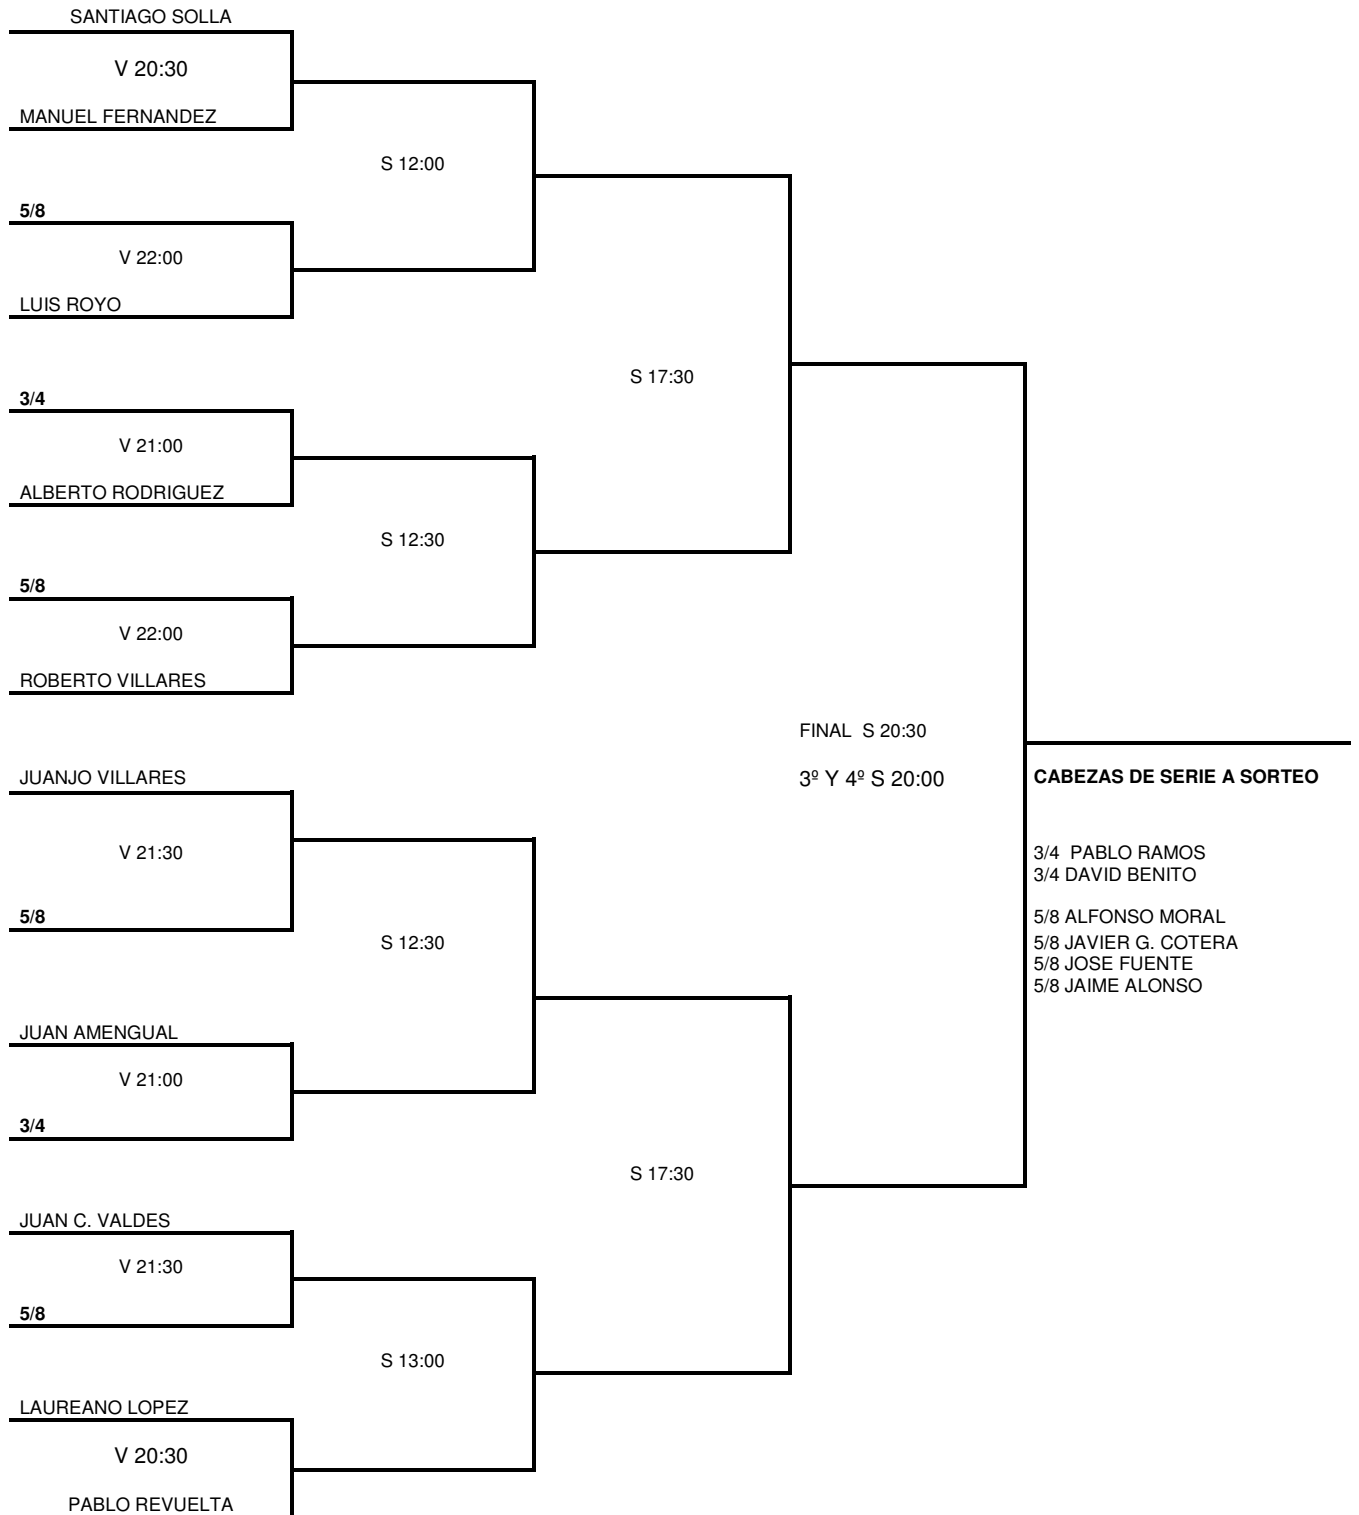 SANTIAGO SOLLA
V 20:30
MANUEL FERNANDEZ
S 12:00
5/8
V 22:00
LUIS ROYO
S 17:30
3/4
V 21:00
ALBERTO RODRIGUEZ
S 12:30
5/8
V 22:00
ROBERTO VILLARES
FINAL S 20:30
3º Y 4º S 20:00
CABEZAS DE SERIE A SORTEO
3/4 PABLO RAMOS
3/4 DAVID BENITO
5/8 ALFONSO MORAL
5/8 JAVIER G. COTERA
5/8 JOSE FUENTE
5/8 JAIME ALONSO
JUANJO VILLARES
V 21:30
5/8
S 12:30
JUAN AMENGUAL
V 21:00
3/4
S 17:30
JUAN C. VALDES
V 21:30
5/8
S 13:00
LAUREANO LOPEZ
V 20:30
PABLO REVUELTA